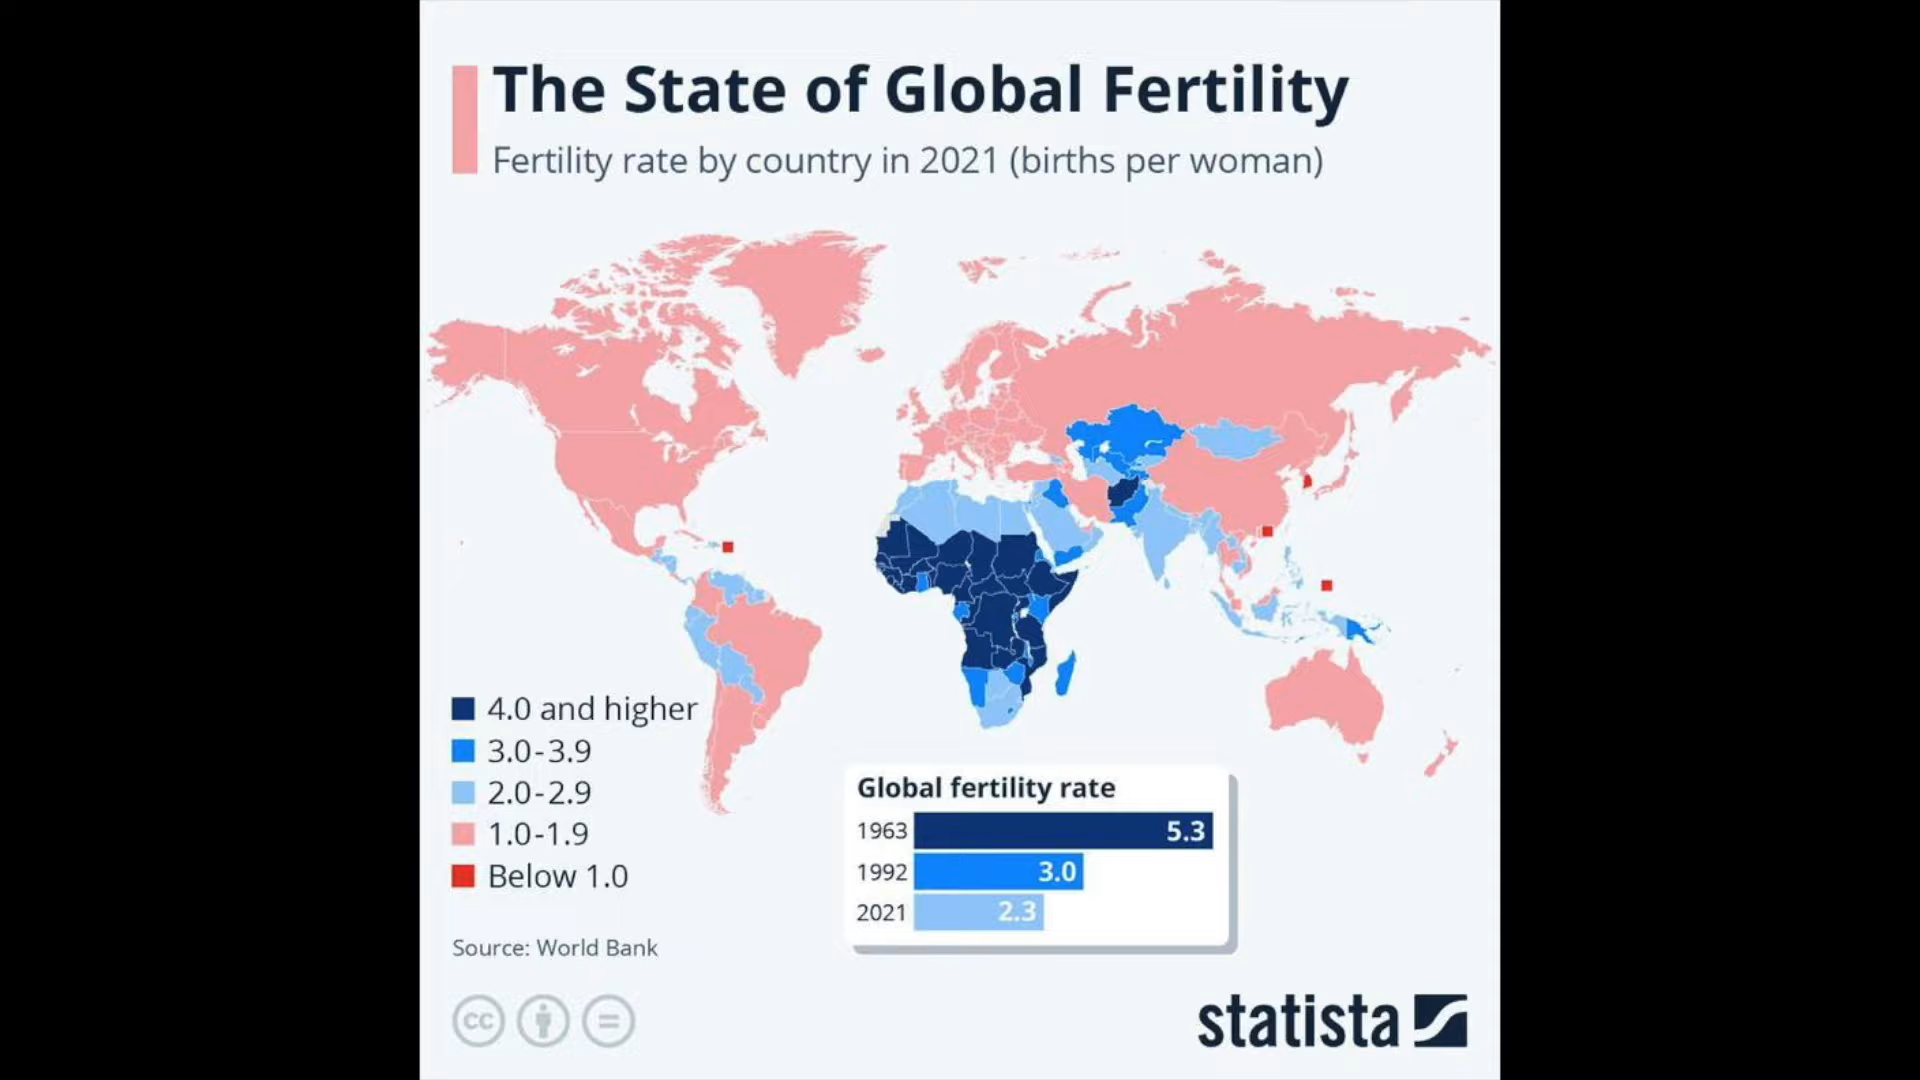 The State of Global Fertility
Fertility rate by country in 2021 (births per woman)
4.0 and higher
3.0-3.9
2.0-2.9
1.0-1.9
Below 1.0
Global fertility rate
1963 5.3
1992 3.0
2021 2.3
Source: World Bank
cc
statista